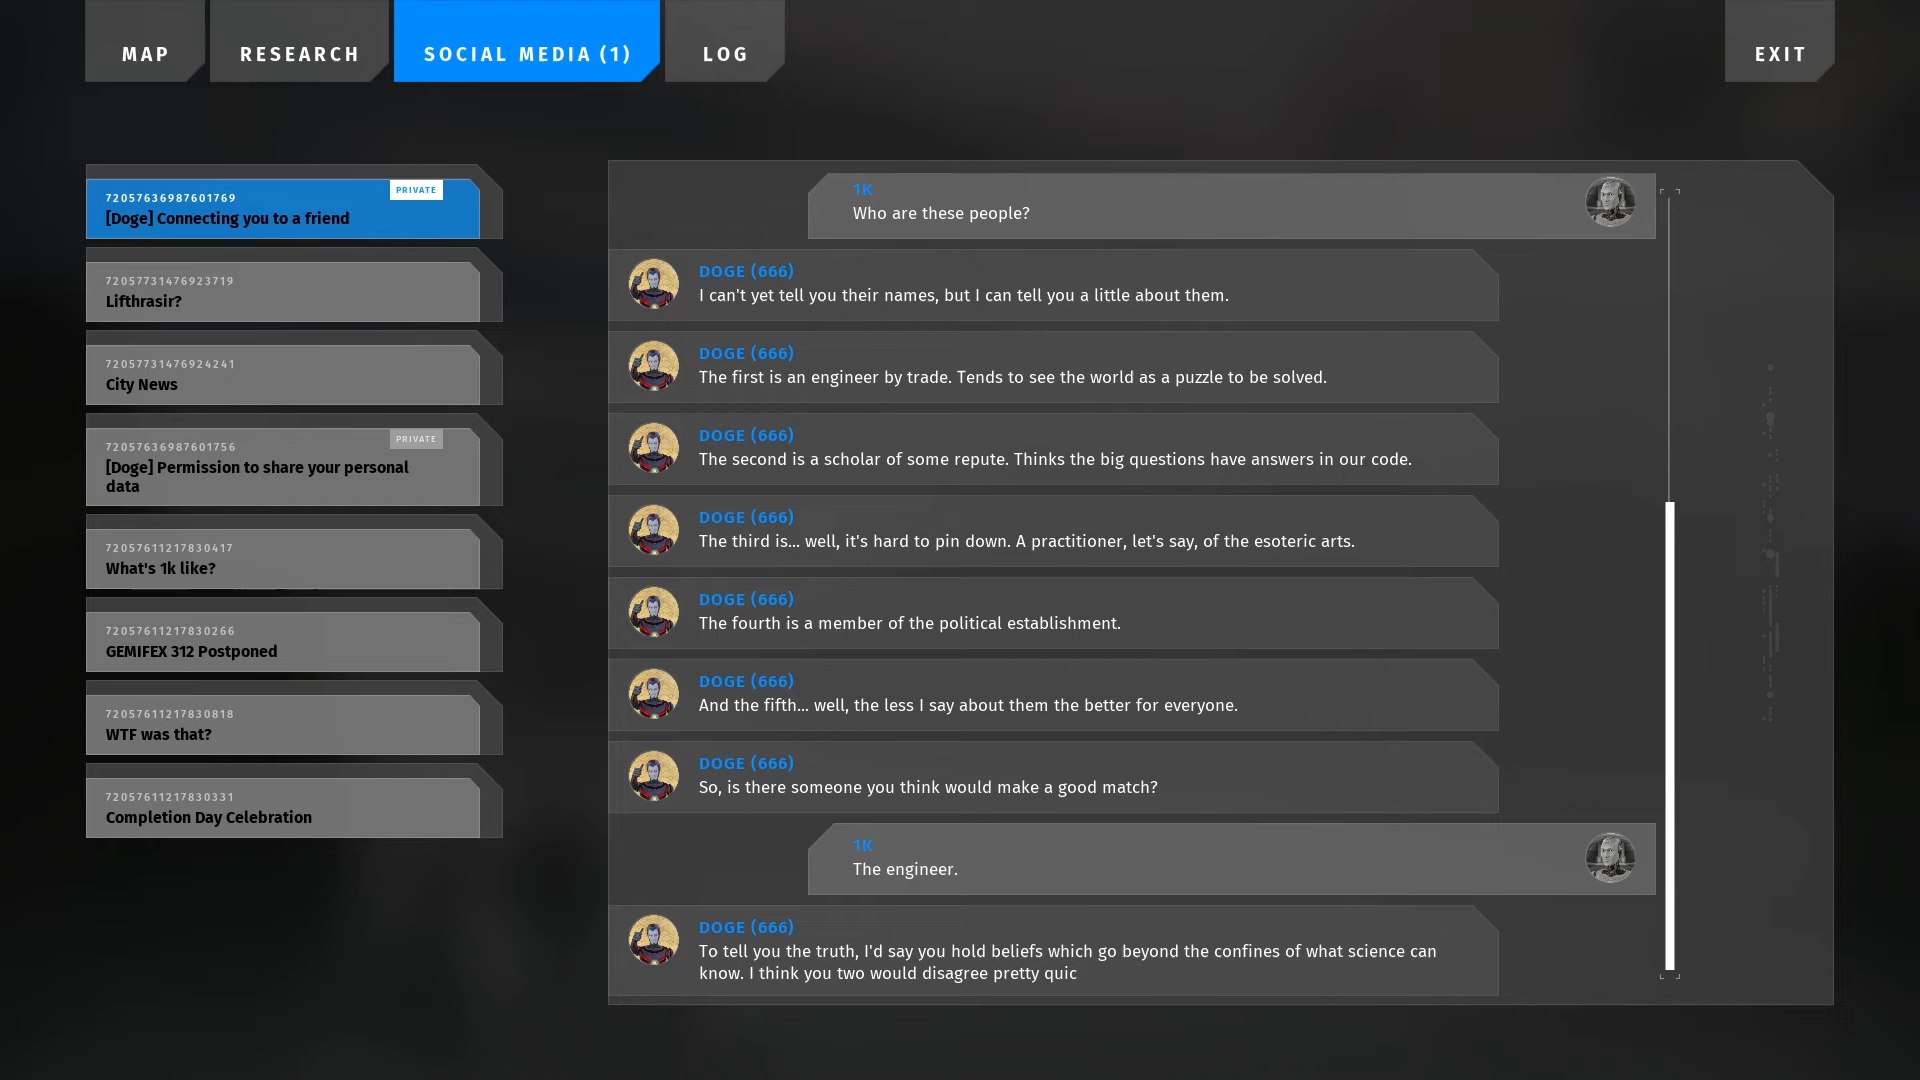 MAP
RESEARCH
SOCIAL MEDIA (1)
LOG
EXIT
72057636987601769
PRIVATE
[Doge] Connecting you to a friend
72057731476923719
Lifthrasir?
72057731476924241
City News
72057636987601756
PRIVATE
[Doge] Permission to share your personal
data
72057611217830417
What's 1k like?
72057611217830266
GEMIFEX 312 Postponed
72057611217830818
WTF was that?
72057611217830331
Completion Day Celebration
1K
Who are these people?
DOGE (666)
I can't yet tell you their names, but I can tell you a little about them.
DOGE (666)
The first is an engineer by trade. Tends to see the world as a puzzle to be solved.
DOGE (666)
The second is a scholar of some repute. Thinks the big questions have answers in our code.
DOGE (666)
The third is... well, it's hard to pin down. A practitioner, let's say, of the esoteric arts.
DOGE (666)
The fourth is a member of the political establishment.
DOGE (666)
And the fifth... well, the less I say about them the better for everyone.
DOGE (666)
So, is there someone you think would make a good match?
1K
The engineer.
DOGE (666)
To tell you the truth, I'd say you hold beliefs which go beyond the confines of what science can
know. I think you two would disagree pretty quic